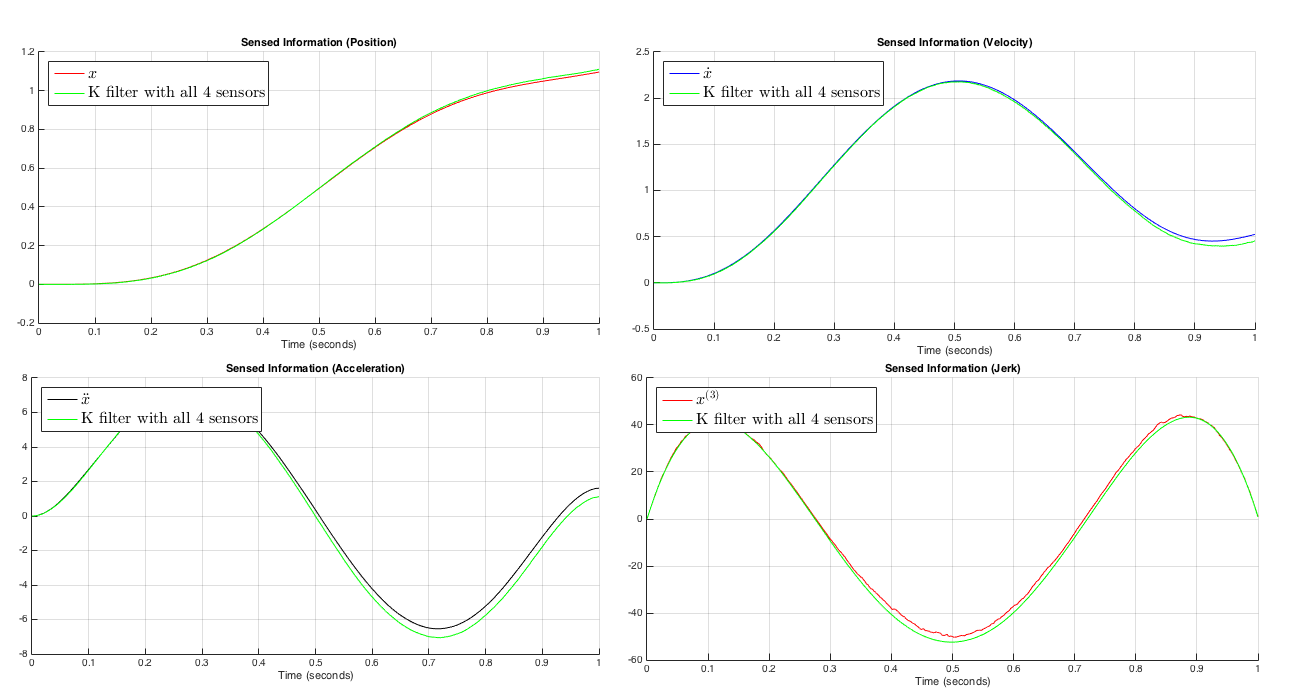 Sensed Information (Position)
1.2
1
0.8
0.6
0.4
0.2
0
-0.2
x
K filter with all 4 sensors
0 0.1 0.2 0.3 0.4 0.5 0.6 0.7 0.8 0.9 1
Time (seconds)
Sensed Information (Velocity)
2.5
2
1.5
1
0.5
0
-0.5
ẋ
K filter with all 4 sensors
0 0.1 0.2 0.3 0.4 0.5 0.6 0.7 0.8 0.9 1
Time (seconds)
Sensed Information (Acceleration)
8
6
4
2
0
-2
-4
-6
-8
ẍ
K filter with all 4 sensors
0 0.1 0.2 0.3 0.4 0.5 0.6 0.7 0.8 0.9 1
Time (seconds)
Sensed Information (Jerk)
60
40
20
0
-20
-40
-60
x⁽³⁾
K filter with all 4 sensors
0 0.1 0.2 0.3 0.4 0.5 0.6 0.7 0.8 0.9 1
Time (seconds)